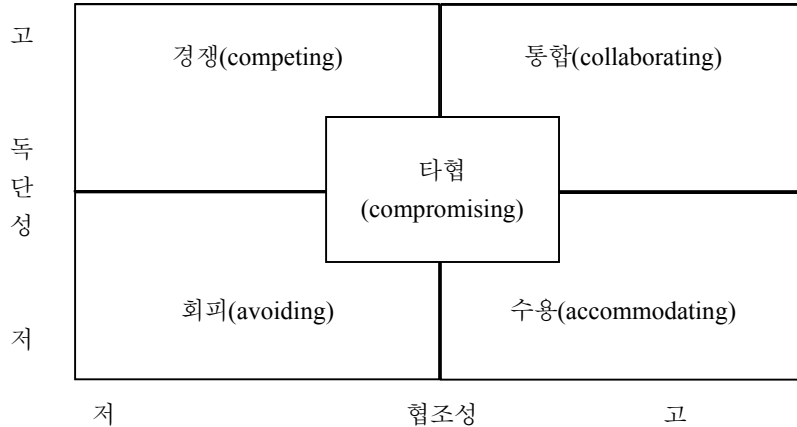 고
경쟁(competing)
통합(collaborating)
독
단
성
타협
(compromising)
회피(avoiding)
수용(accommodating)
저
저
협조성
고